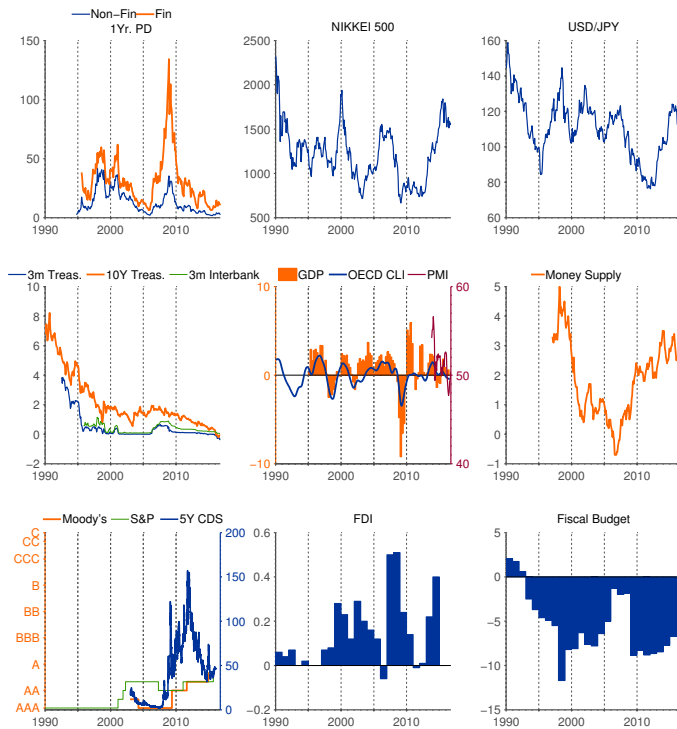 Non-Fin Fin
1Yr. PD
150
100
50
0
1990 2000 2010
NIKKEI 500
2500
2100
1700
1300
900
500
1990 2000 2010
USD/JPY
160
140
120
100
80
60
1990 2000 2010
3m Treas. 10Y Treas. 3m Interbank
10
8
6
4
2
0
−2
1990 2000 2010
GDP OECD CLI PMI
10
0
−10
60
50
40
1990 2000 2010
Money Supply
5
4
3
2
1
0
−1
1990 2000 2010
Moody's S&P 5Y CDS
C
CC
CCC
B
BB
BBB
A
AA
AAA
200
150
100
50
0
1990 2000 2010
FDI
0.6
0.4
0.2
0
−0.2
1990 2000 2010
Fiscal Budget
5
0
−5
−10
−15
1990 2000 2010